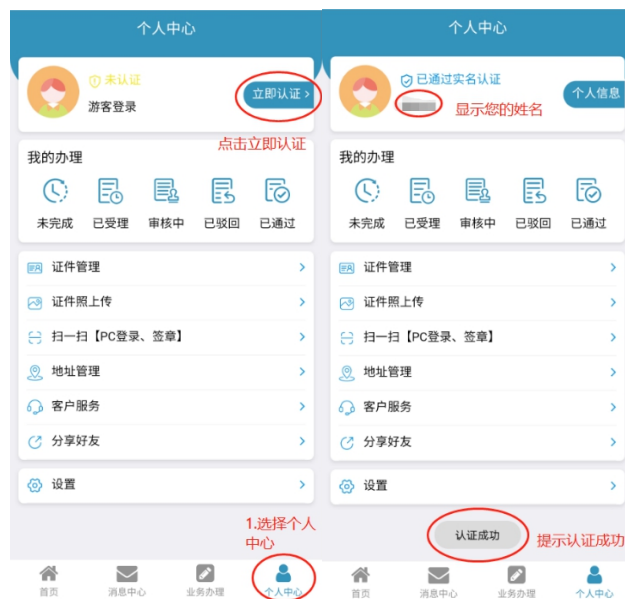 个人中心
未认证
游客登录
立即认证
点击立即认证
我的办理
未完成 已受理 审核中 已驳回 已通过
证件管理
证件照上传
扫一扫【PC登录、签章】
地址管理
客户服务
分享好友
设置
1.选择个人
中心
首页 消息中心 业务办理 个人中心
个人中心
已通过实名认证
个人信息
显示您的姓名
我的办理
未完成 已受理 审核中 已驳回 已通过
证件管理
证件照上传
扫一扫【PC登录、签章】
地址管理
客户服务
分享好友
设置
认证成功
提示认证成功
首页 消息中心 业务办理 个人中心